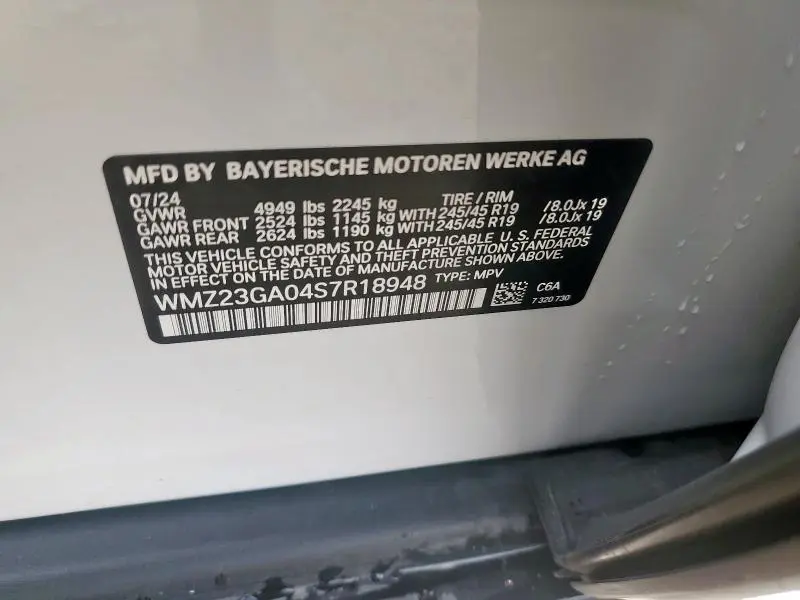 MFD BY BAYERISCHE MOTOREN WERKE AG
07/24 TIRE / RIM
GVWR 4949 lbs 2245 kg
GAWR FRONT 2524 lbs 1145 kg WITH 245/45 R19 /8.0Jx 19
GAWR REAR 2624 lbs 1190 kg WITH 245/45 R19 /8.0Jx 19
THIS VEHICLE CONFORMS TO ALL APPLICABLE U. S. FEDERAL
MOTOR VEHICLE SAFETY AND THEFT PREVENTION STANDARDS
IN EFFECT ON THE DATE OF MANUFACTURE SHOWN ABOVE.
WMZ23GA04S7R18948 TYPE: MPV
C6A
7 320 730